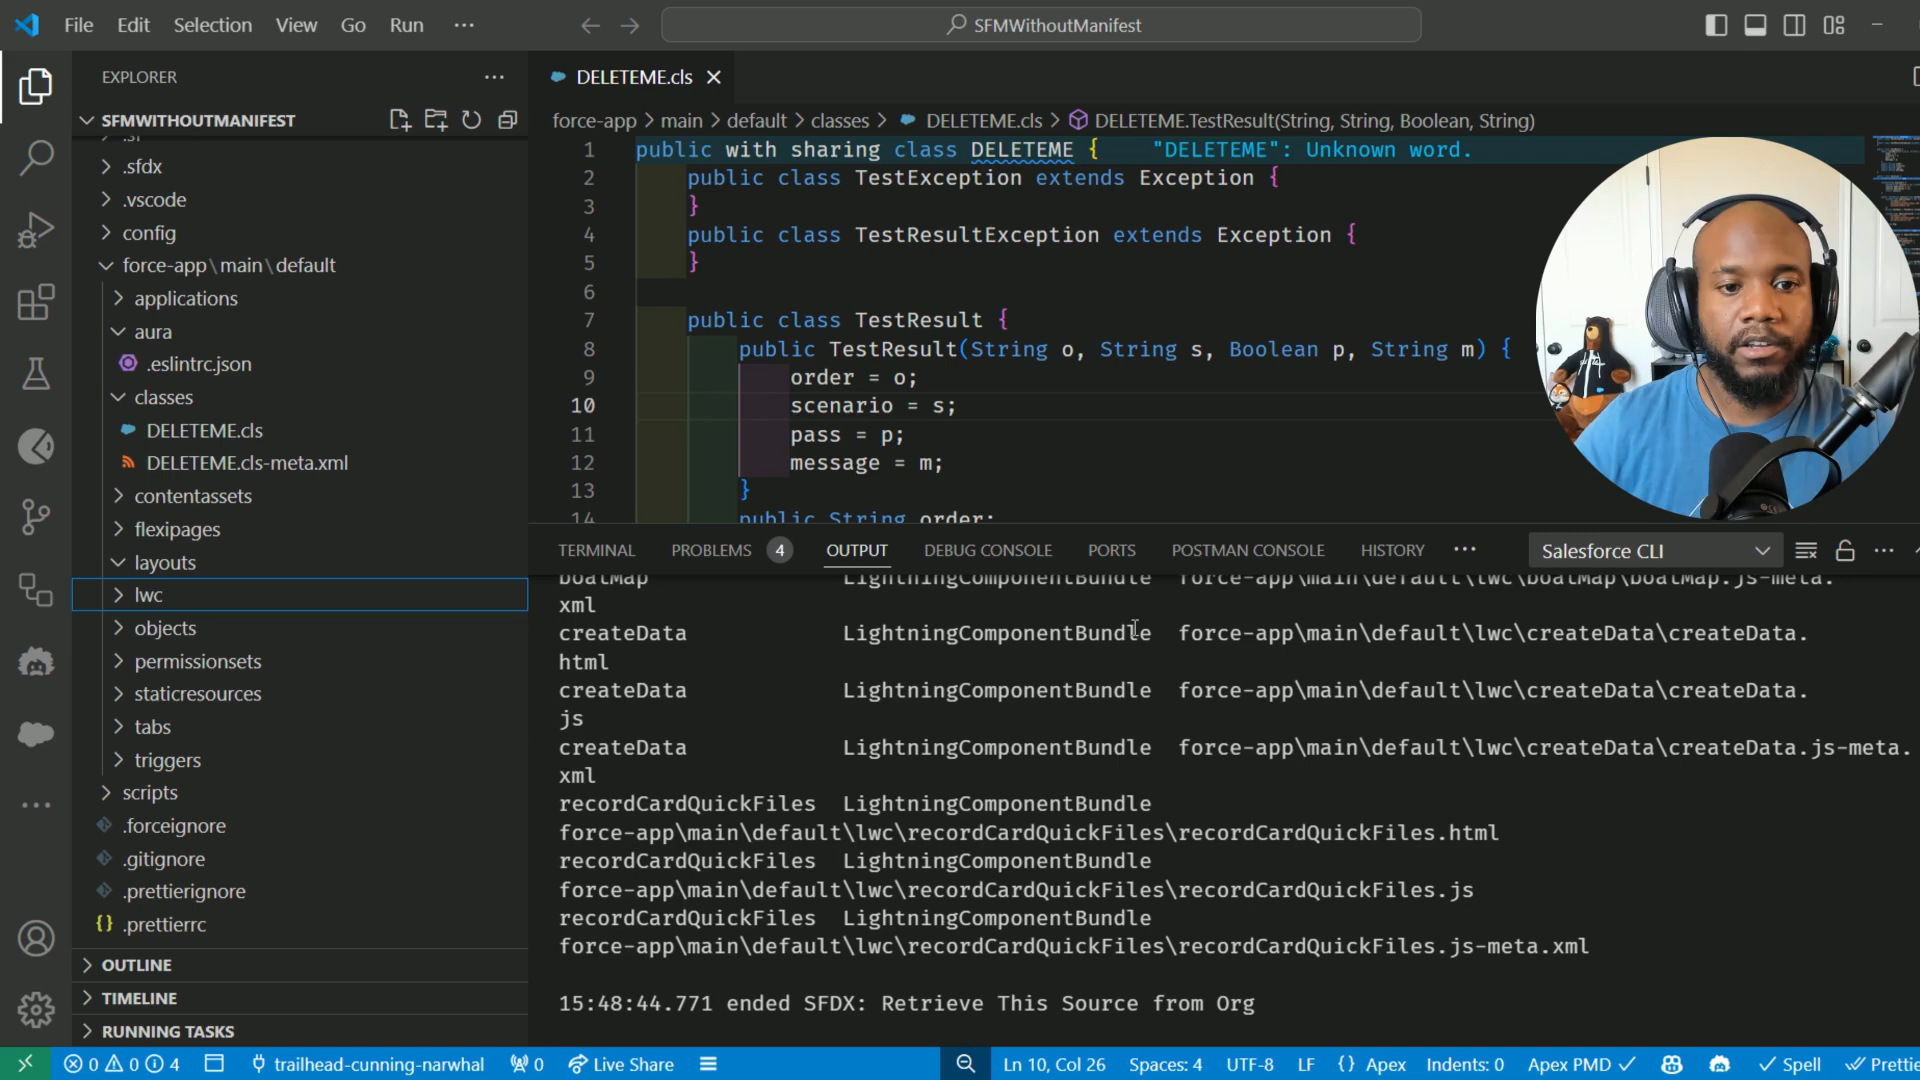 File Edit Selection View Go Run ···
SFMWithoutManifest
EXPLORER
SFMWITHOUTMANIFEST
.sf
.sfdx
.vscode
config
force-app\main\default
applications
aura
.eslintrc.json
classes
DELETEME.cls
DELETEME.cls-meta.xml
contentassets
flexipages
layouts
lwc
objects
permissionsets
staticresources
tabs
triggers
scripts
.forceignore
.gitignore
.prettierignore
{} .prettierrc
OUTLINE
TIMELINE
RUNNING TASKS
DELETEME.cls
force-app > main > default > classes > DELETEME.cls > DELETEME.TestResult(String, String, Boolean, String)
1 public with sharing class DELETEME { "DELETEME": Unknown word.
2 public class TestException extends Exception {
3 }
4 public class TestResultException extends Exception {
5 }
6
7 public class TestResult {
8 public TestResult(String o, String s, Boolean p, String m) {
9 order = o;
10 scenario = s;
11 pass = p;
12 message = m;
13 }
14 public String order;
TERMINAL PROBLEMS 4 OUTPUT DEBUG CONSOLE PORTS POSTMAN CONSOLE HISTORY ··· Salesforce CLI
boatMap LightningComponentBundle force-app\main\default\lwc\boatMap\boatMap.js-meta.
xml
createData LightningComponentBundle force-app\main\default\lwc\createData\createData.
html
createData LightningComponentBundle force-app\main\default\lwc\createData\createData.
js
createData LightningComponentBundle force-app\main\default\lwc\createData\createData.js-meta.
xml
recordCardQuickFiles LightningComponentBundle
force-app\main\default\lwc\recordCardQuickFiles\recordCardQuickFiles.html
recordCardQuickFiles LightningComponentBundle
force-app\main\default\lwc\recordCardQuickFiles\recordCardQuickFiles.js
recordCardQuickFiles LightningComponentBundle
force-app\main\default\lwc\recordCardQuickFiles\recordCardQuickFiles.js-meta.xml
15:48:44.771 ended SFDX: Retrieve This Source from Org
0 0 4 trailhead-cunning-narwhal 0 Live Share Ln 10, Col 26 Spaces: 4 UTF-8 LF {} Apex Indents: 0 Apex PMD Spell Prettie